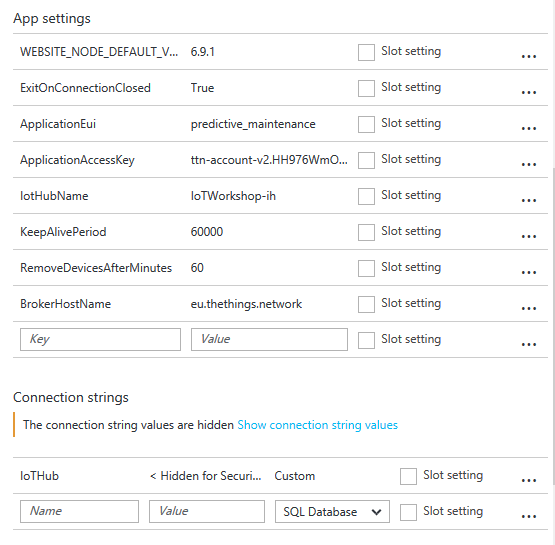 App settings
WEBSITE_NODE_DEFAULT_V... 6.9.1 Slot setting ...
ExitOnConnectionClosed True Slot setting ...
ApplicationEui predictive_maintenance Slot setting ...
ApplicationAccessKey ttn-account-v2.HH976WmO... Slot setting ...
IotHubName IoTWorkshop-ih Slot setting ...
KeepAlivePeriod 60000 Slot setting ...
RemoveDevicesAfterMinutes 60 Slot setting ...
BrokerHostName eu.thethings.network Slot setting ...
Key Value Slot setting ...
Connection strings
The connection string values are hidden Show connection string values
IoTHub < Hidden for Securi... Custom Slot setting ...
Name Value SQL Database Slot setting ...